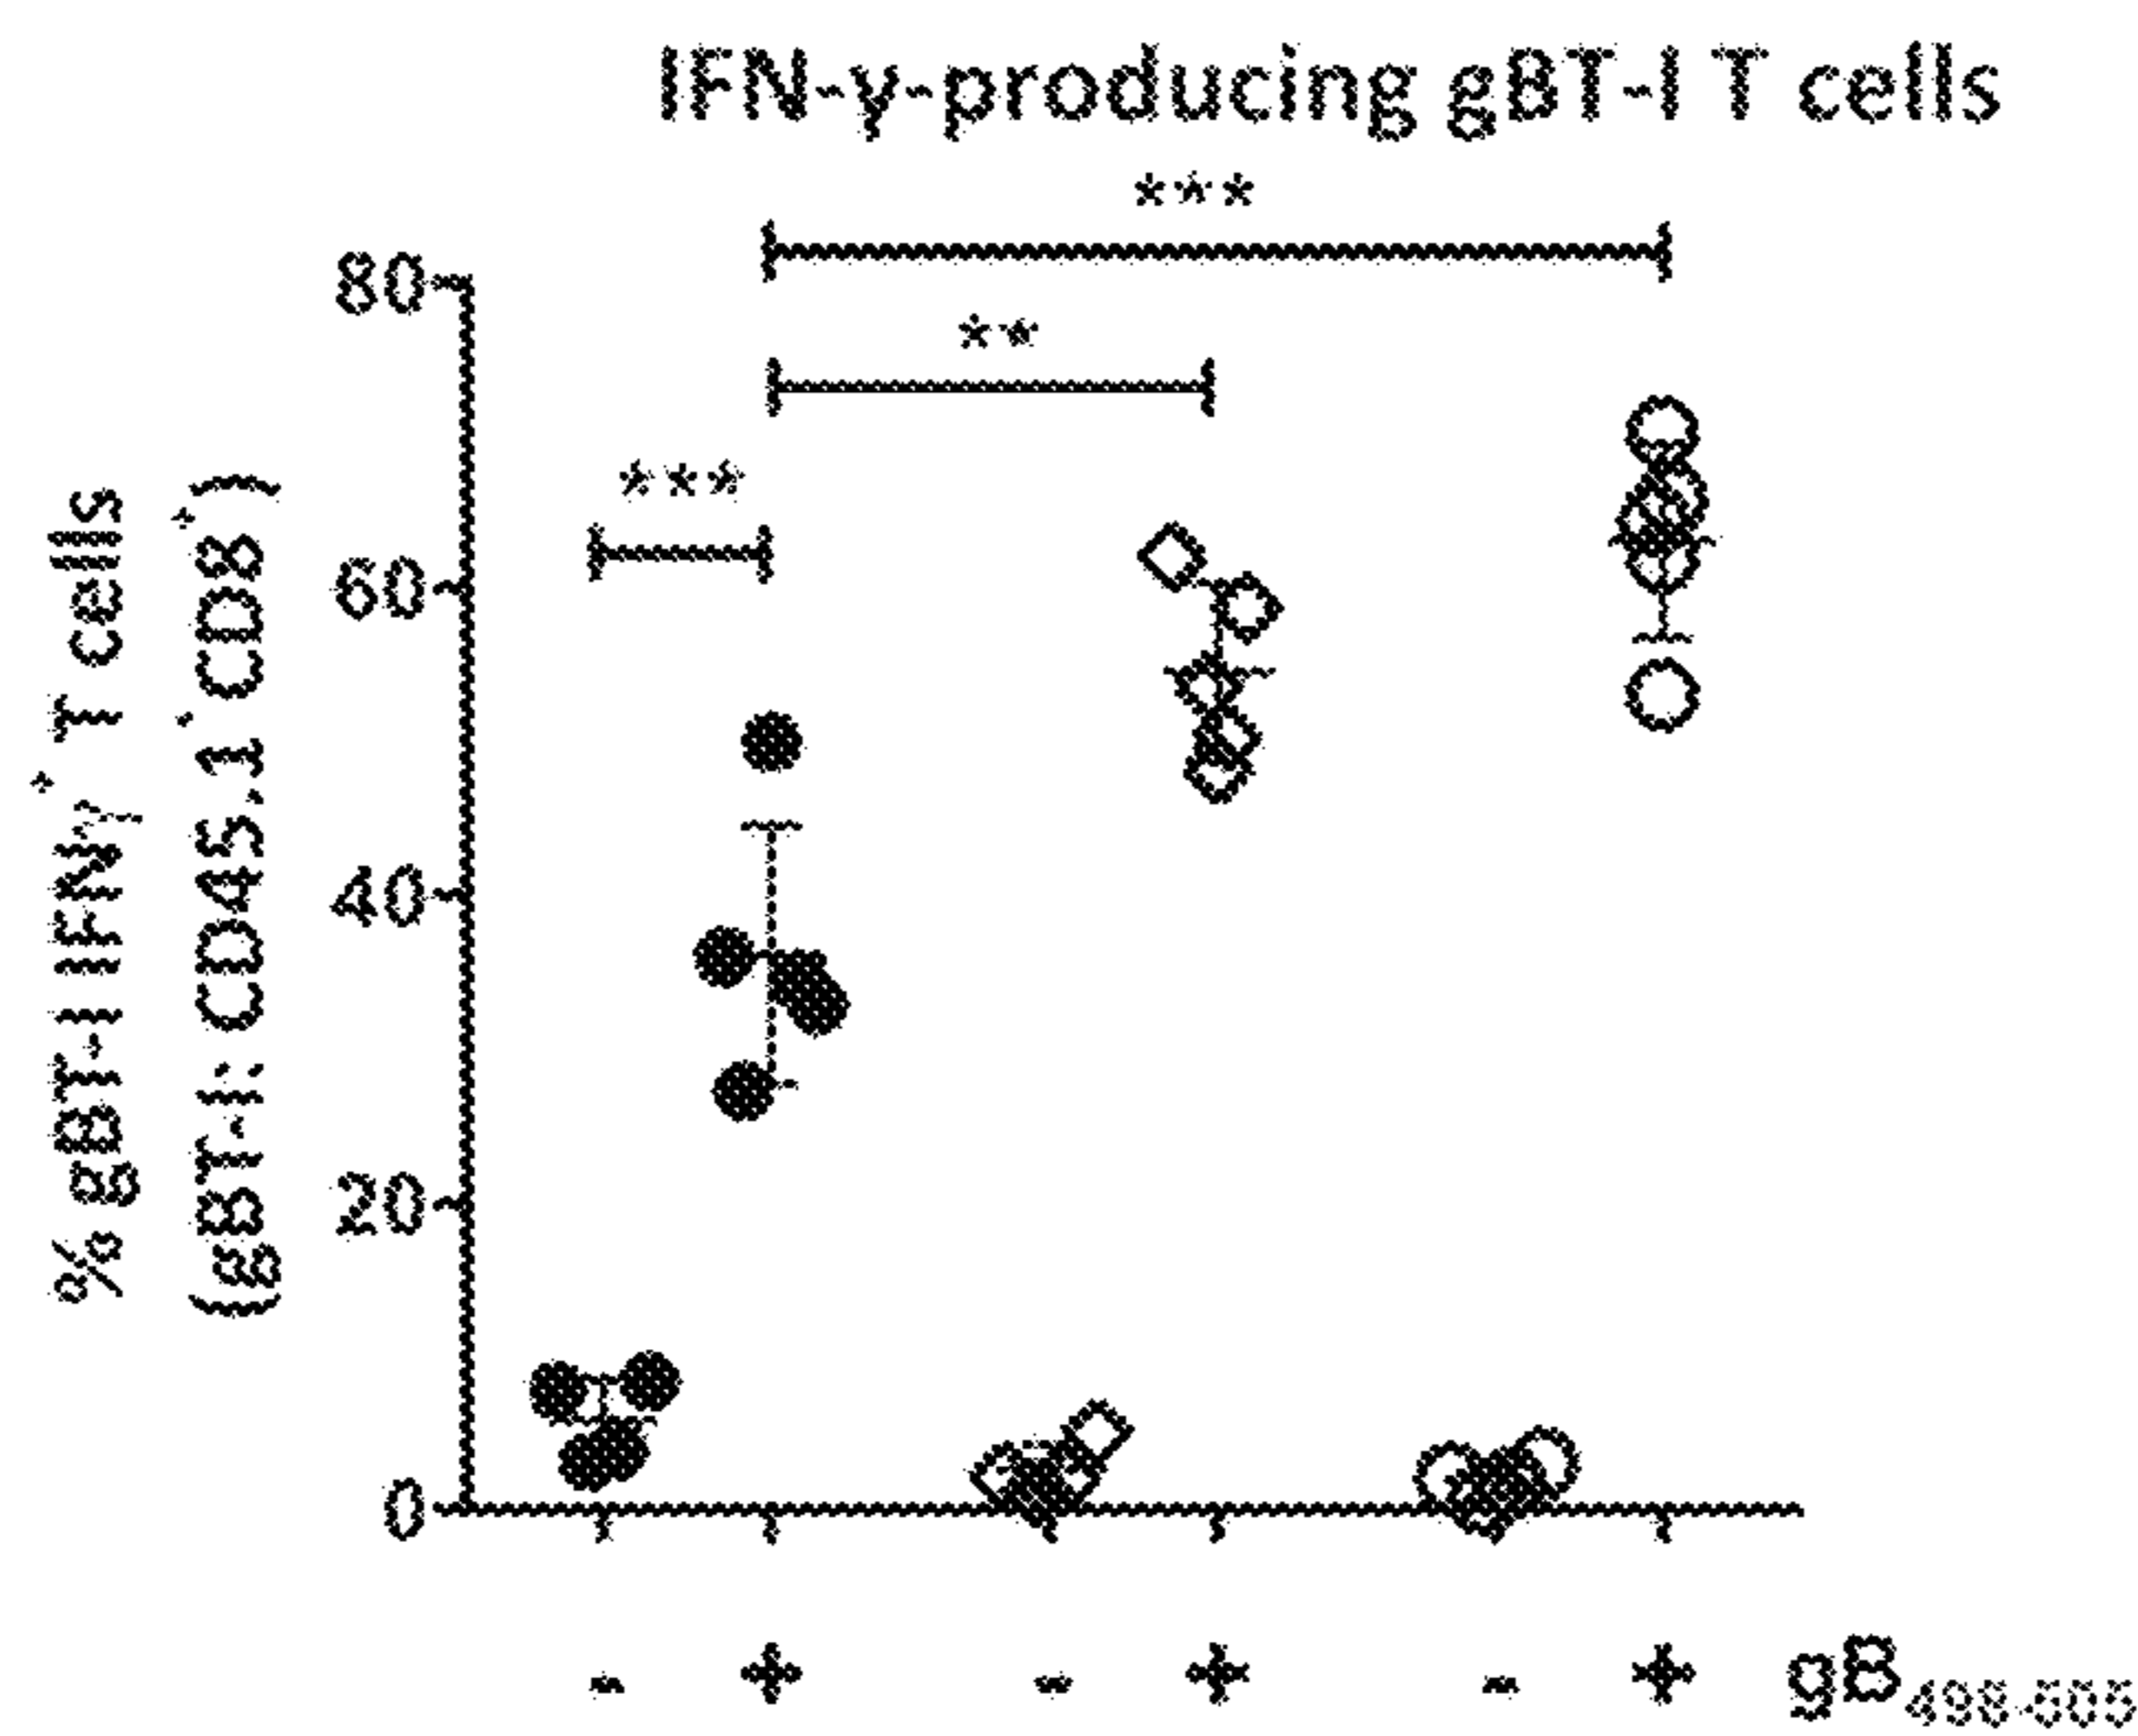 IFN-γ-producing gBT-I T cells
***
**
***
% gBT-I IFNγ⁺ T cells
(gBT-I: CD45.1⁺CD8⁺)
80
60
40
20
0
- + - + - + gB498-505